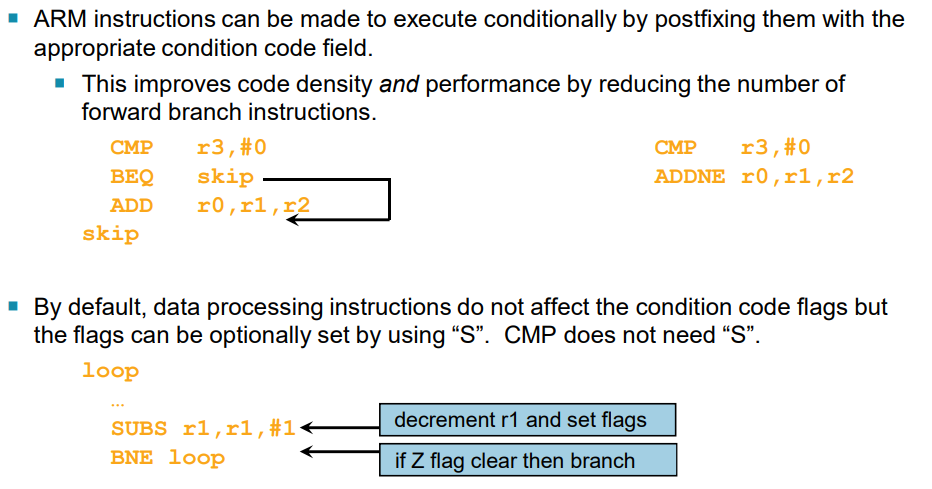 ARM instructions can be made to execute conditionally by postfixing them with the
appropriate condition code field.
This improves code density and performance by reducing the number of
forward branch instructions.
CMP r3,#0
BEQ skip
ADD r0,r1,r2
skip
CMP r3,#0
ADDNE r0,r1,r2
By default, data processing instructions do not affect the condition code flags but
the flags can be optionally set by using “S”. CMP does not need “S”.
loop
…
SUBS r1,r1,#1
decrement r1 and set flags
BNE loop
if Z flag clear then branch